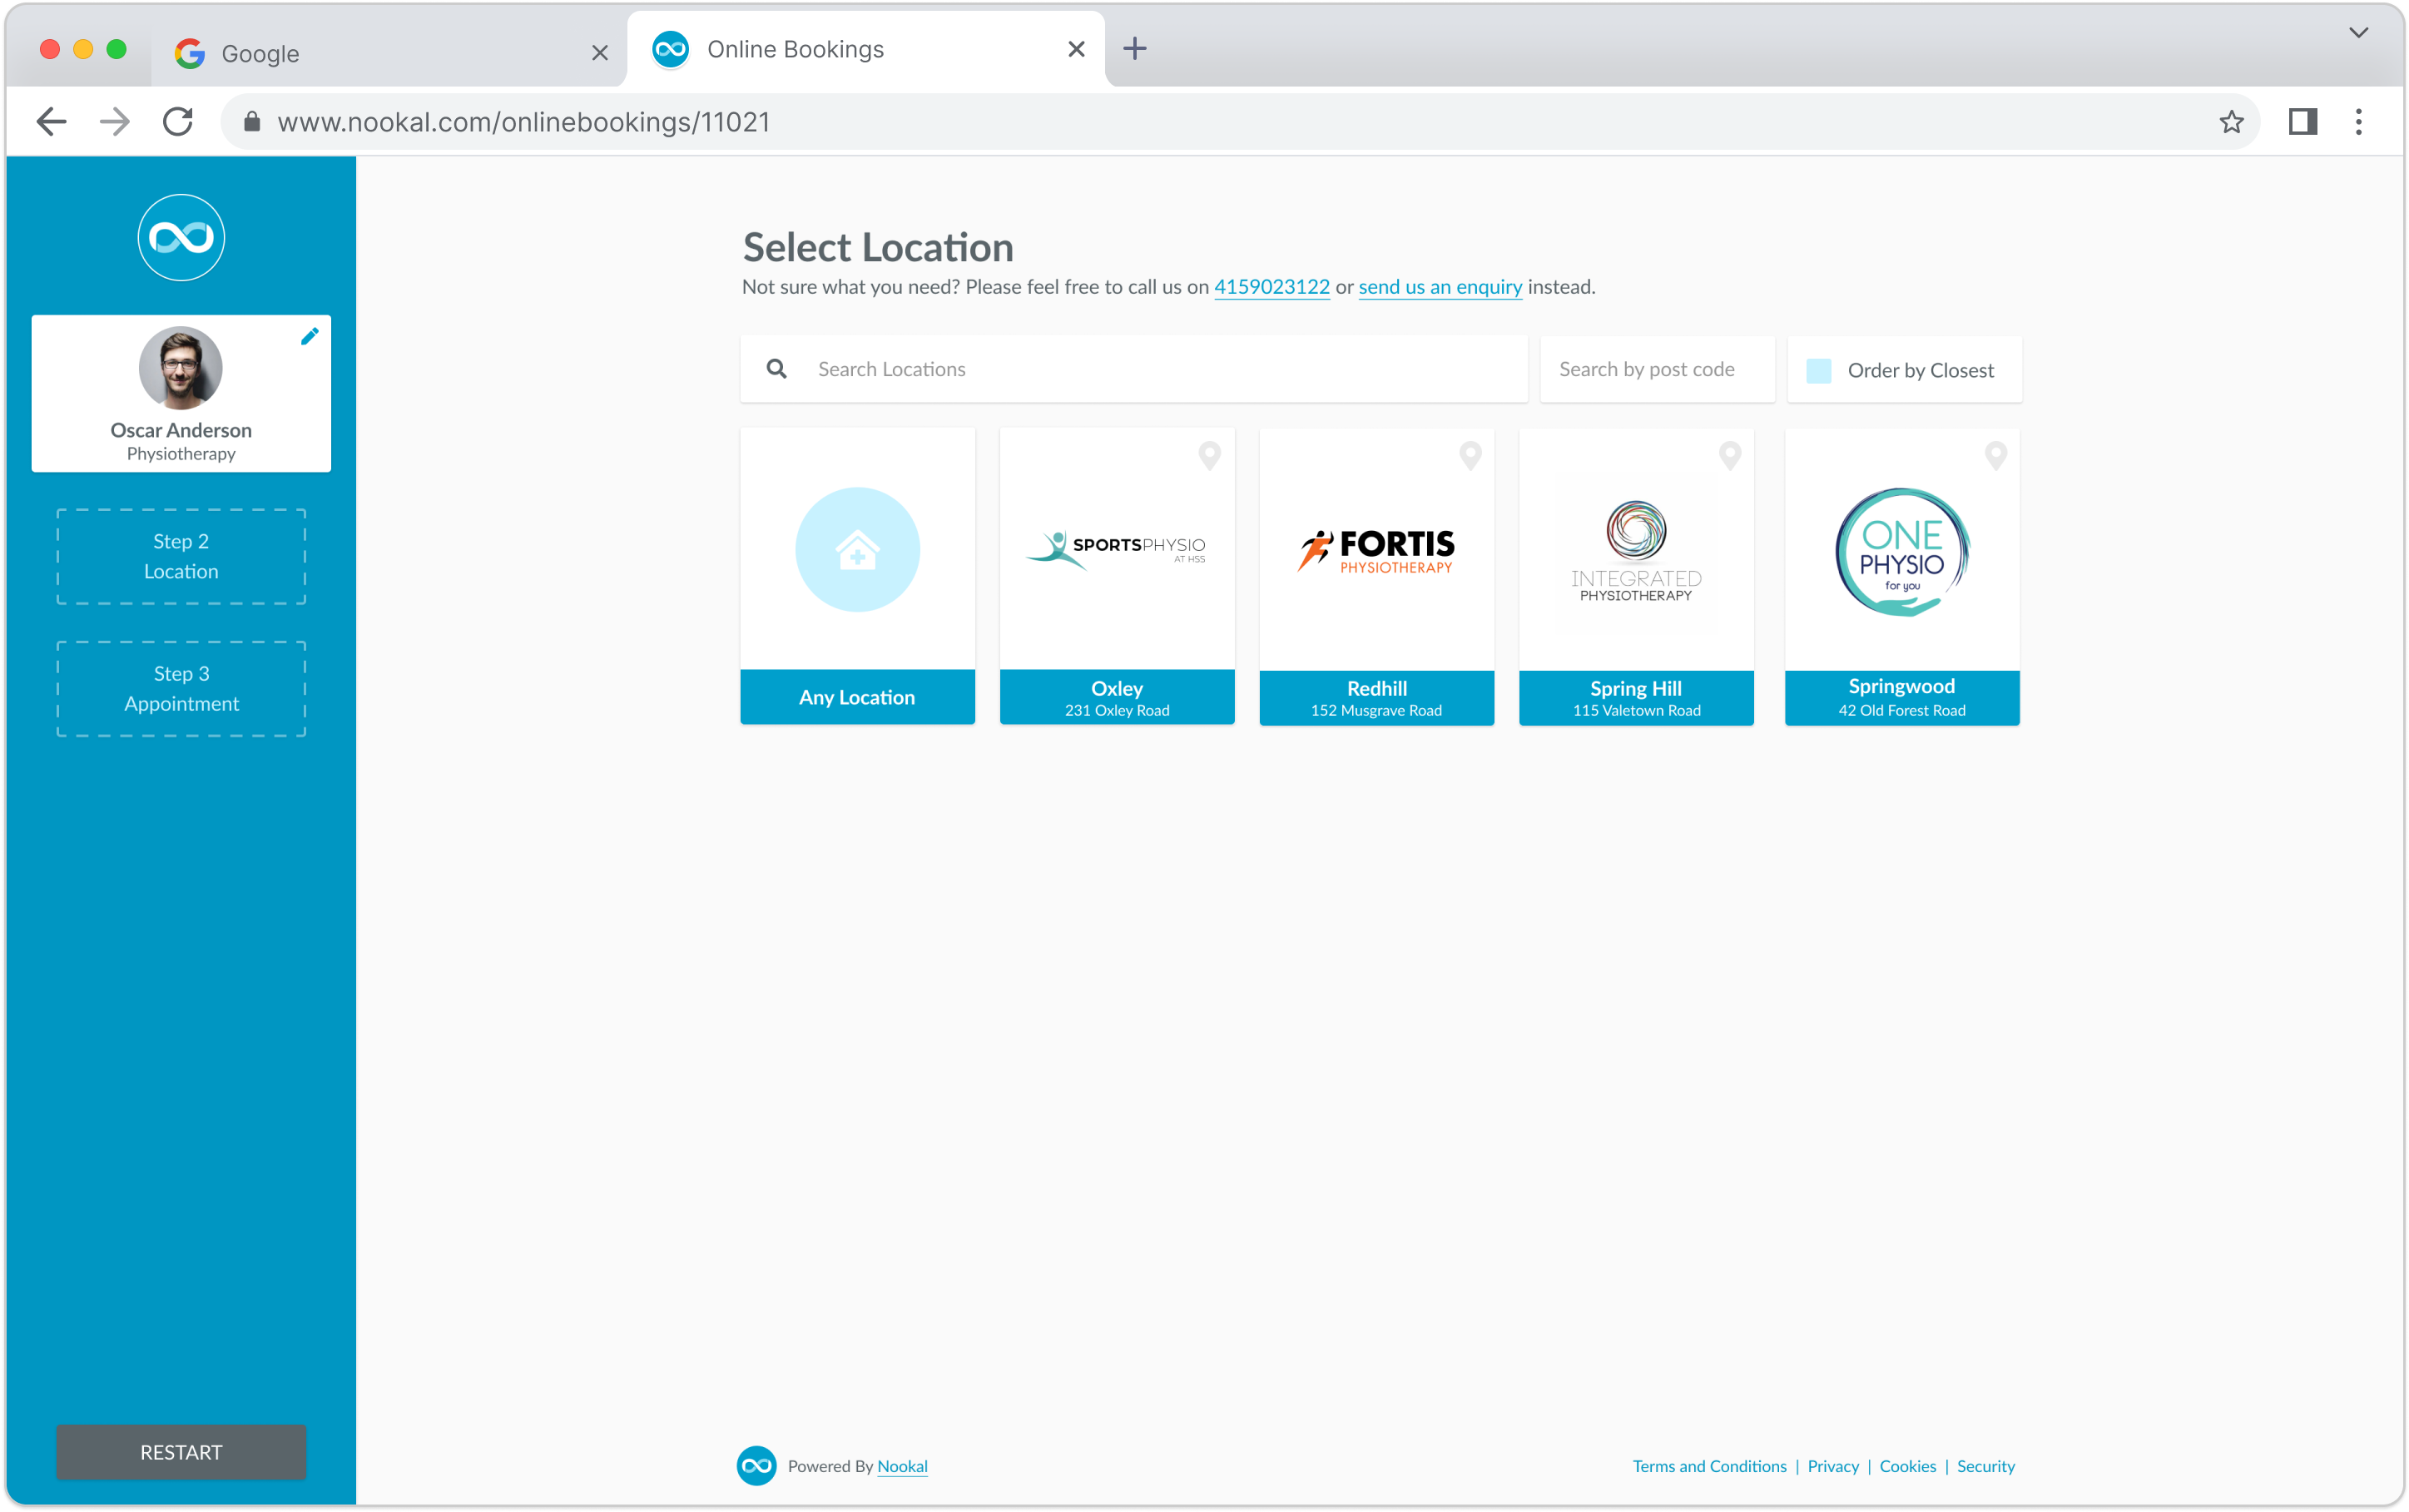 Google
Online Bookings
www.nookal.com/onlinebookings/11021
Oscar Anderson
Physiotherapy
Step 2
Location
Step 3
Appointment
RESTART
Select Location
Not sure what you need? Please feel free to call us on 4159023122 or send us an enquiry instead.
Search Locations
Search by post code
Order by Closest
Any Location
SPORTSPHYSIO
AT HSS
Oxley
231 Oxley Road
FORTIS
PHYSIOTHERAPY
Redhill
152 Musgrave Road
INTEGRATED
PHYSIOTHERAPY
Spring Hill
115 Valetown Road
ONE
PHYSIO
for you
Springwood
42 Old Forest Road
Powered By Nookal
Terms and Conditions | Privacy | Cookies | Security